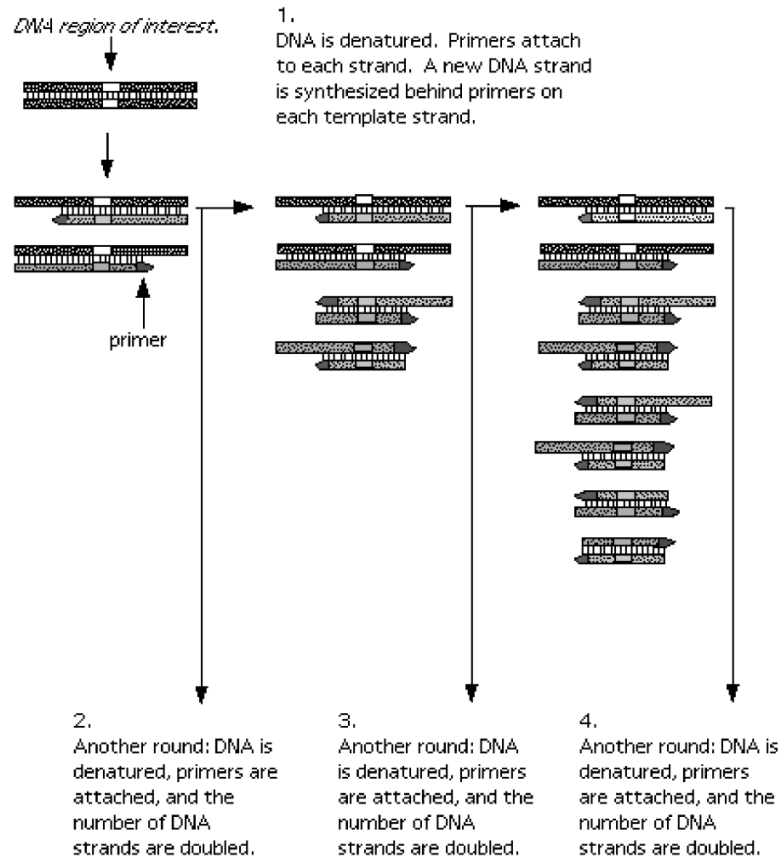 DNA region of interest.
1.
DNA is denatured.  Primers attach
to each strand.  A new DNA strand
is synthesized behind primers on
each template strand.
primer
2.
Another round: DNA is
denatured, primers are
attached, and the
number of DNA
strands are doubled.
3.
Another round: DNA
is denatured, primers
are attached, and the
number of DNA
strands are doubled.
4.
Another round: DNA is
denatured, primers
are attached, and the
number of DNA
strands are doubled.